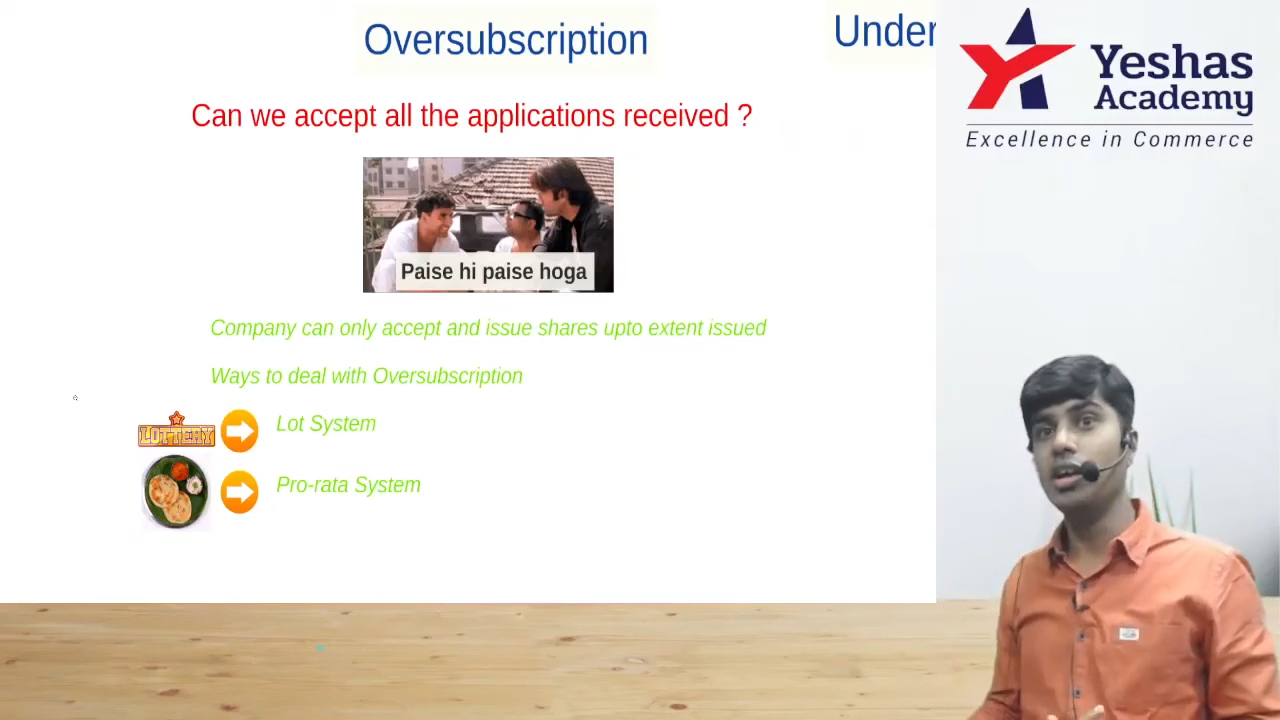 Oversubscription
Under
Can we accept all the applications received ?
Paise hi paise hoga
Company can only accept and issue shares upto extent issued
Ways to deal with Oversubscription
LOTTERY
Lot System
Pro-rata System
Yeshas
Academy
Excellence in Commerce